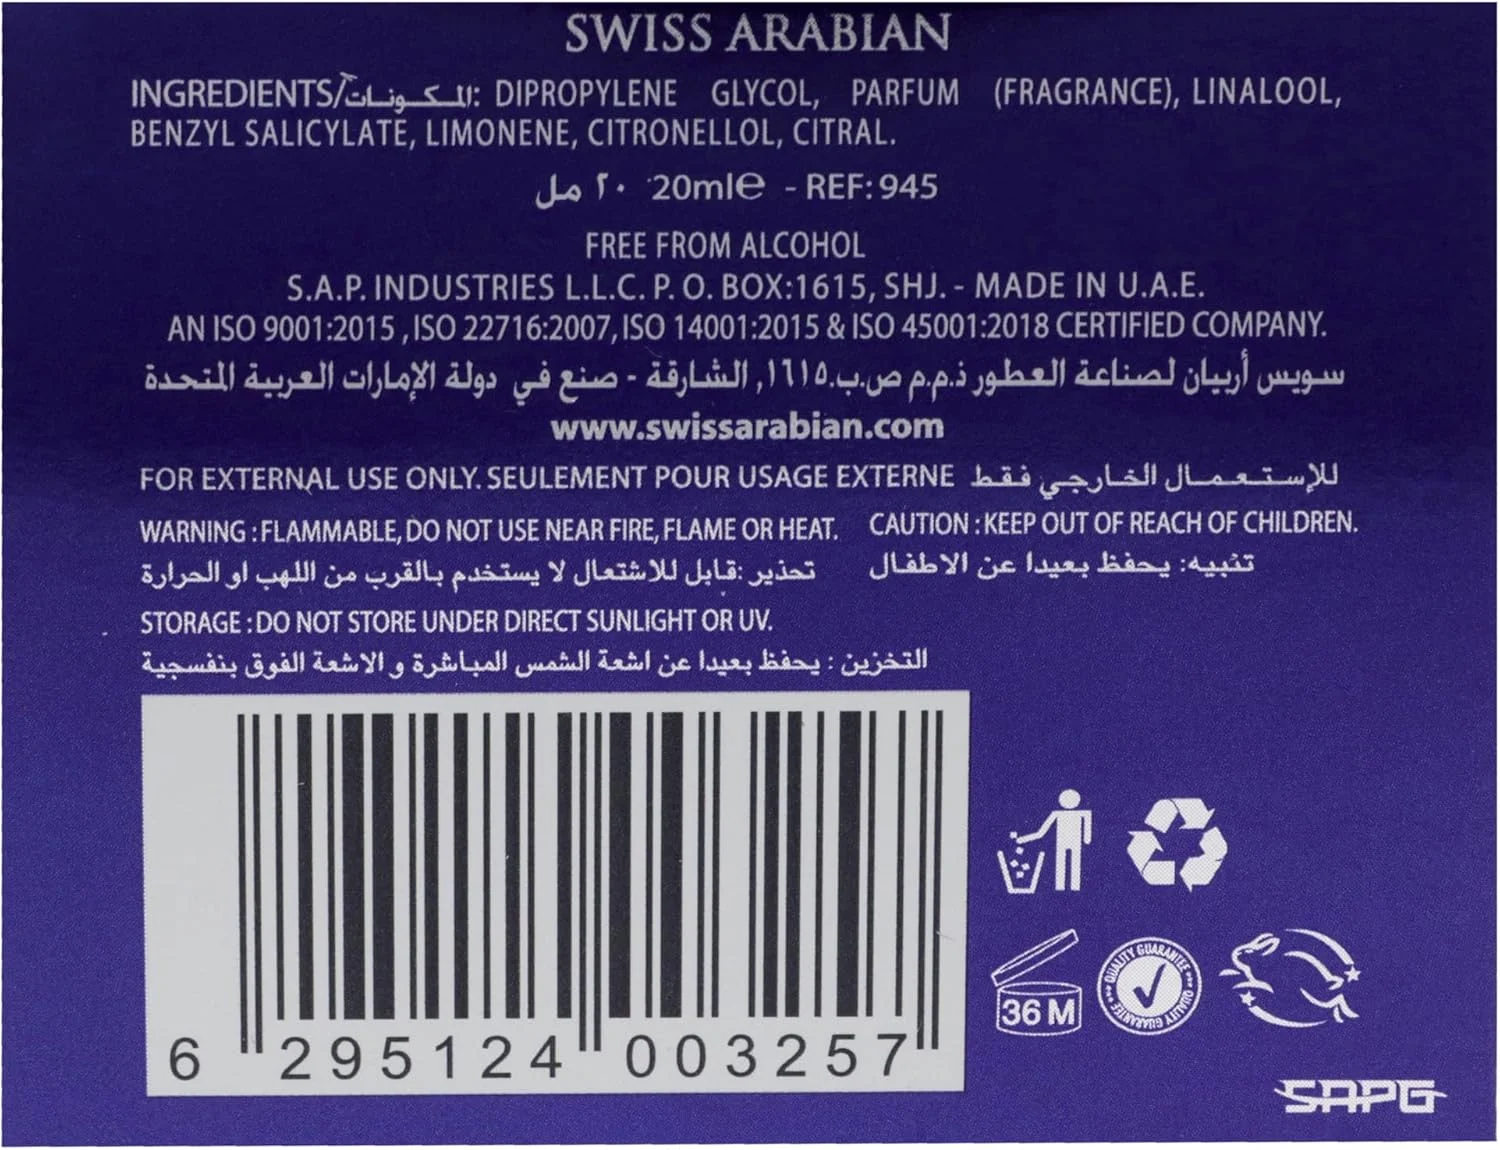 SWISS ARABIAN
INGREDIENTS/المكونات: DIPROPYLENE GLYCOL, PARFUM (FRAGRANCE), LINALOOL,
BENZYL SALICYLATE, LIMONENE, CITRONELLOL, CITRAL.
٢٠ مل 20ml℮ - REF: 945
FREE FROM ALCOHOL
S.A.P. INDUSTRIES L.L.C. P. O. BOX:1615, SHJ. - MADE IN U.A.E.
AN ISO 9001:2015 , ISO 22716:2007, ISO 14001:2015 & ISO 45001:2018 CERTIFIED COMPANY.
سويس أربيان لصناعة العطور ذ.م.م ص.ب.١٦١٥, الشارقة - صنع في دولة الإمارات العربية المتحدة
www.swissarabian.com
FOR EXTERNAL USE ONLY. SEULEMENT POUR USAGE EXTERNE للإستعمال الخارجي فقط
WARNING : FLAMMABLE, DO NOT USE NEAR FIRE, FLAME OR HEAT. CAUTION : KEEP OUT OF REACH OF CHILDREN.
تحذير :قابل للاشتعال لا يستخدم بالقرب من اللهب او الحرارة
تنبيه: يحفظ بعيدا عن الاطفال
STORAGE : DO NOT STORE UNDER DIRECT SUNLIGHT OR UV.
التخزين : يحفظ بعيدا عن اشعة الشمس المباشرة و الاشعة الفوق بنفسجية
6 295124 003257
36 M
QUALITY GUARANTEE
QUALITY GUARANTEE
SAPG